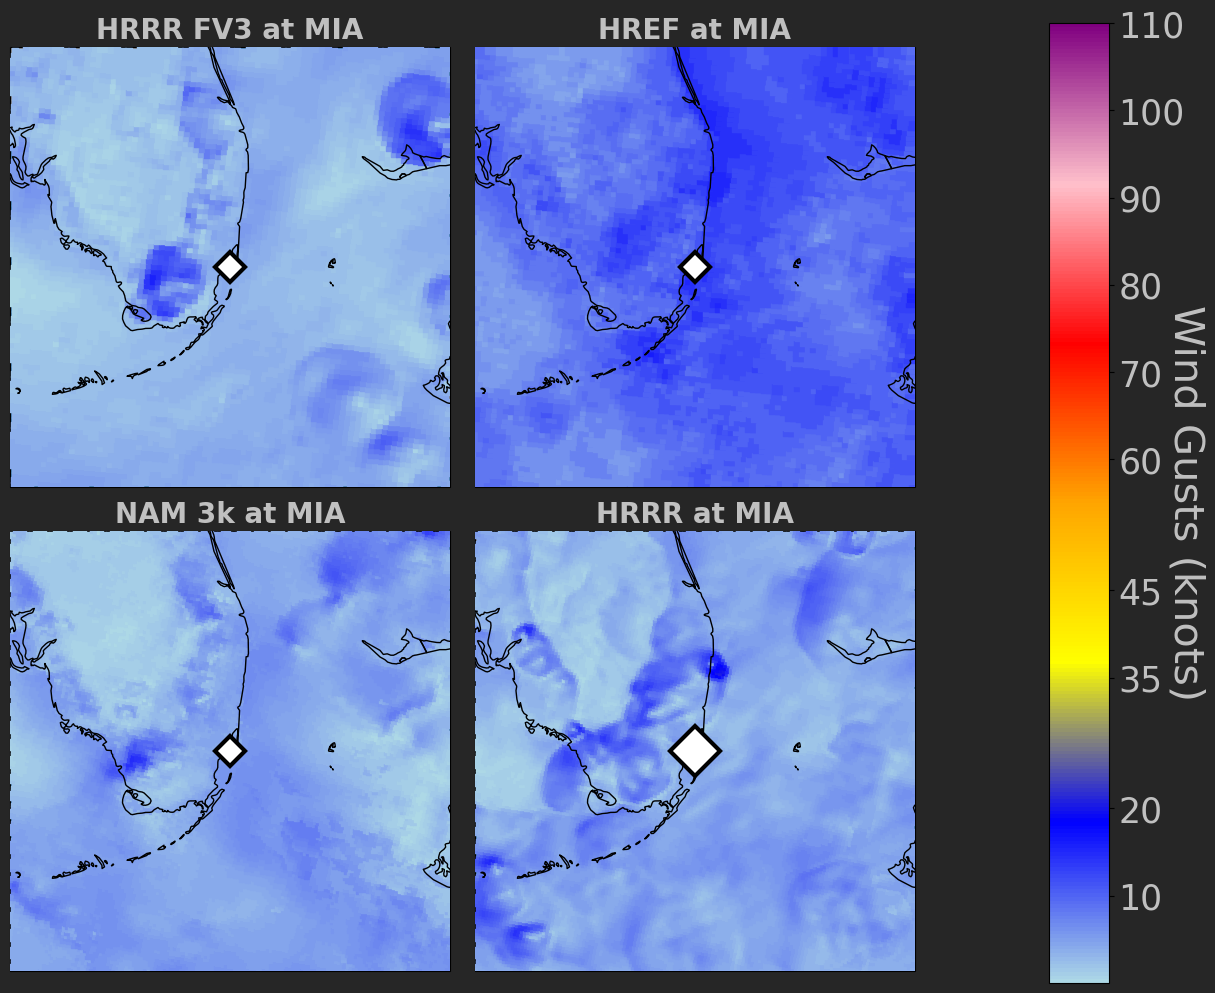 HRRR FV3 at MIA
HREF at MIA
NAM 3k at MIA
HRRR at MIA
110
100
90
80
70
60
45
35
20
10
Wind Gusts (knots)